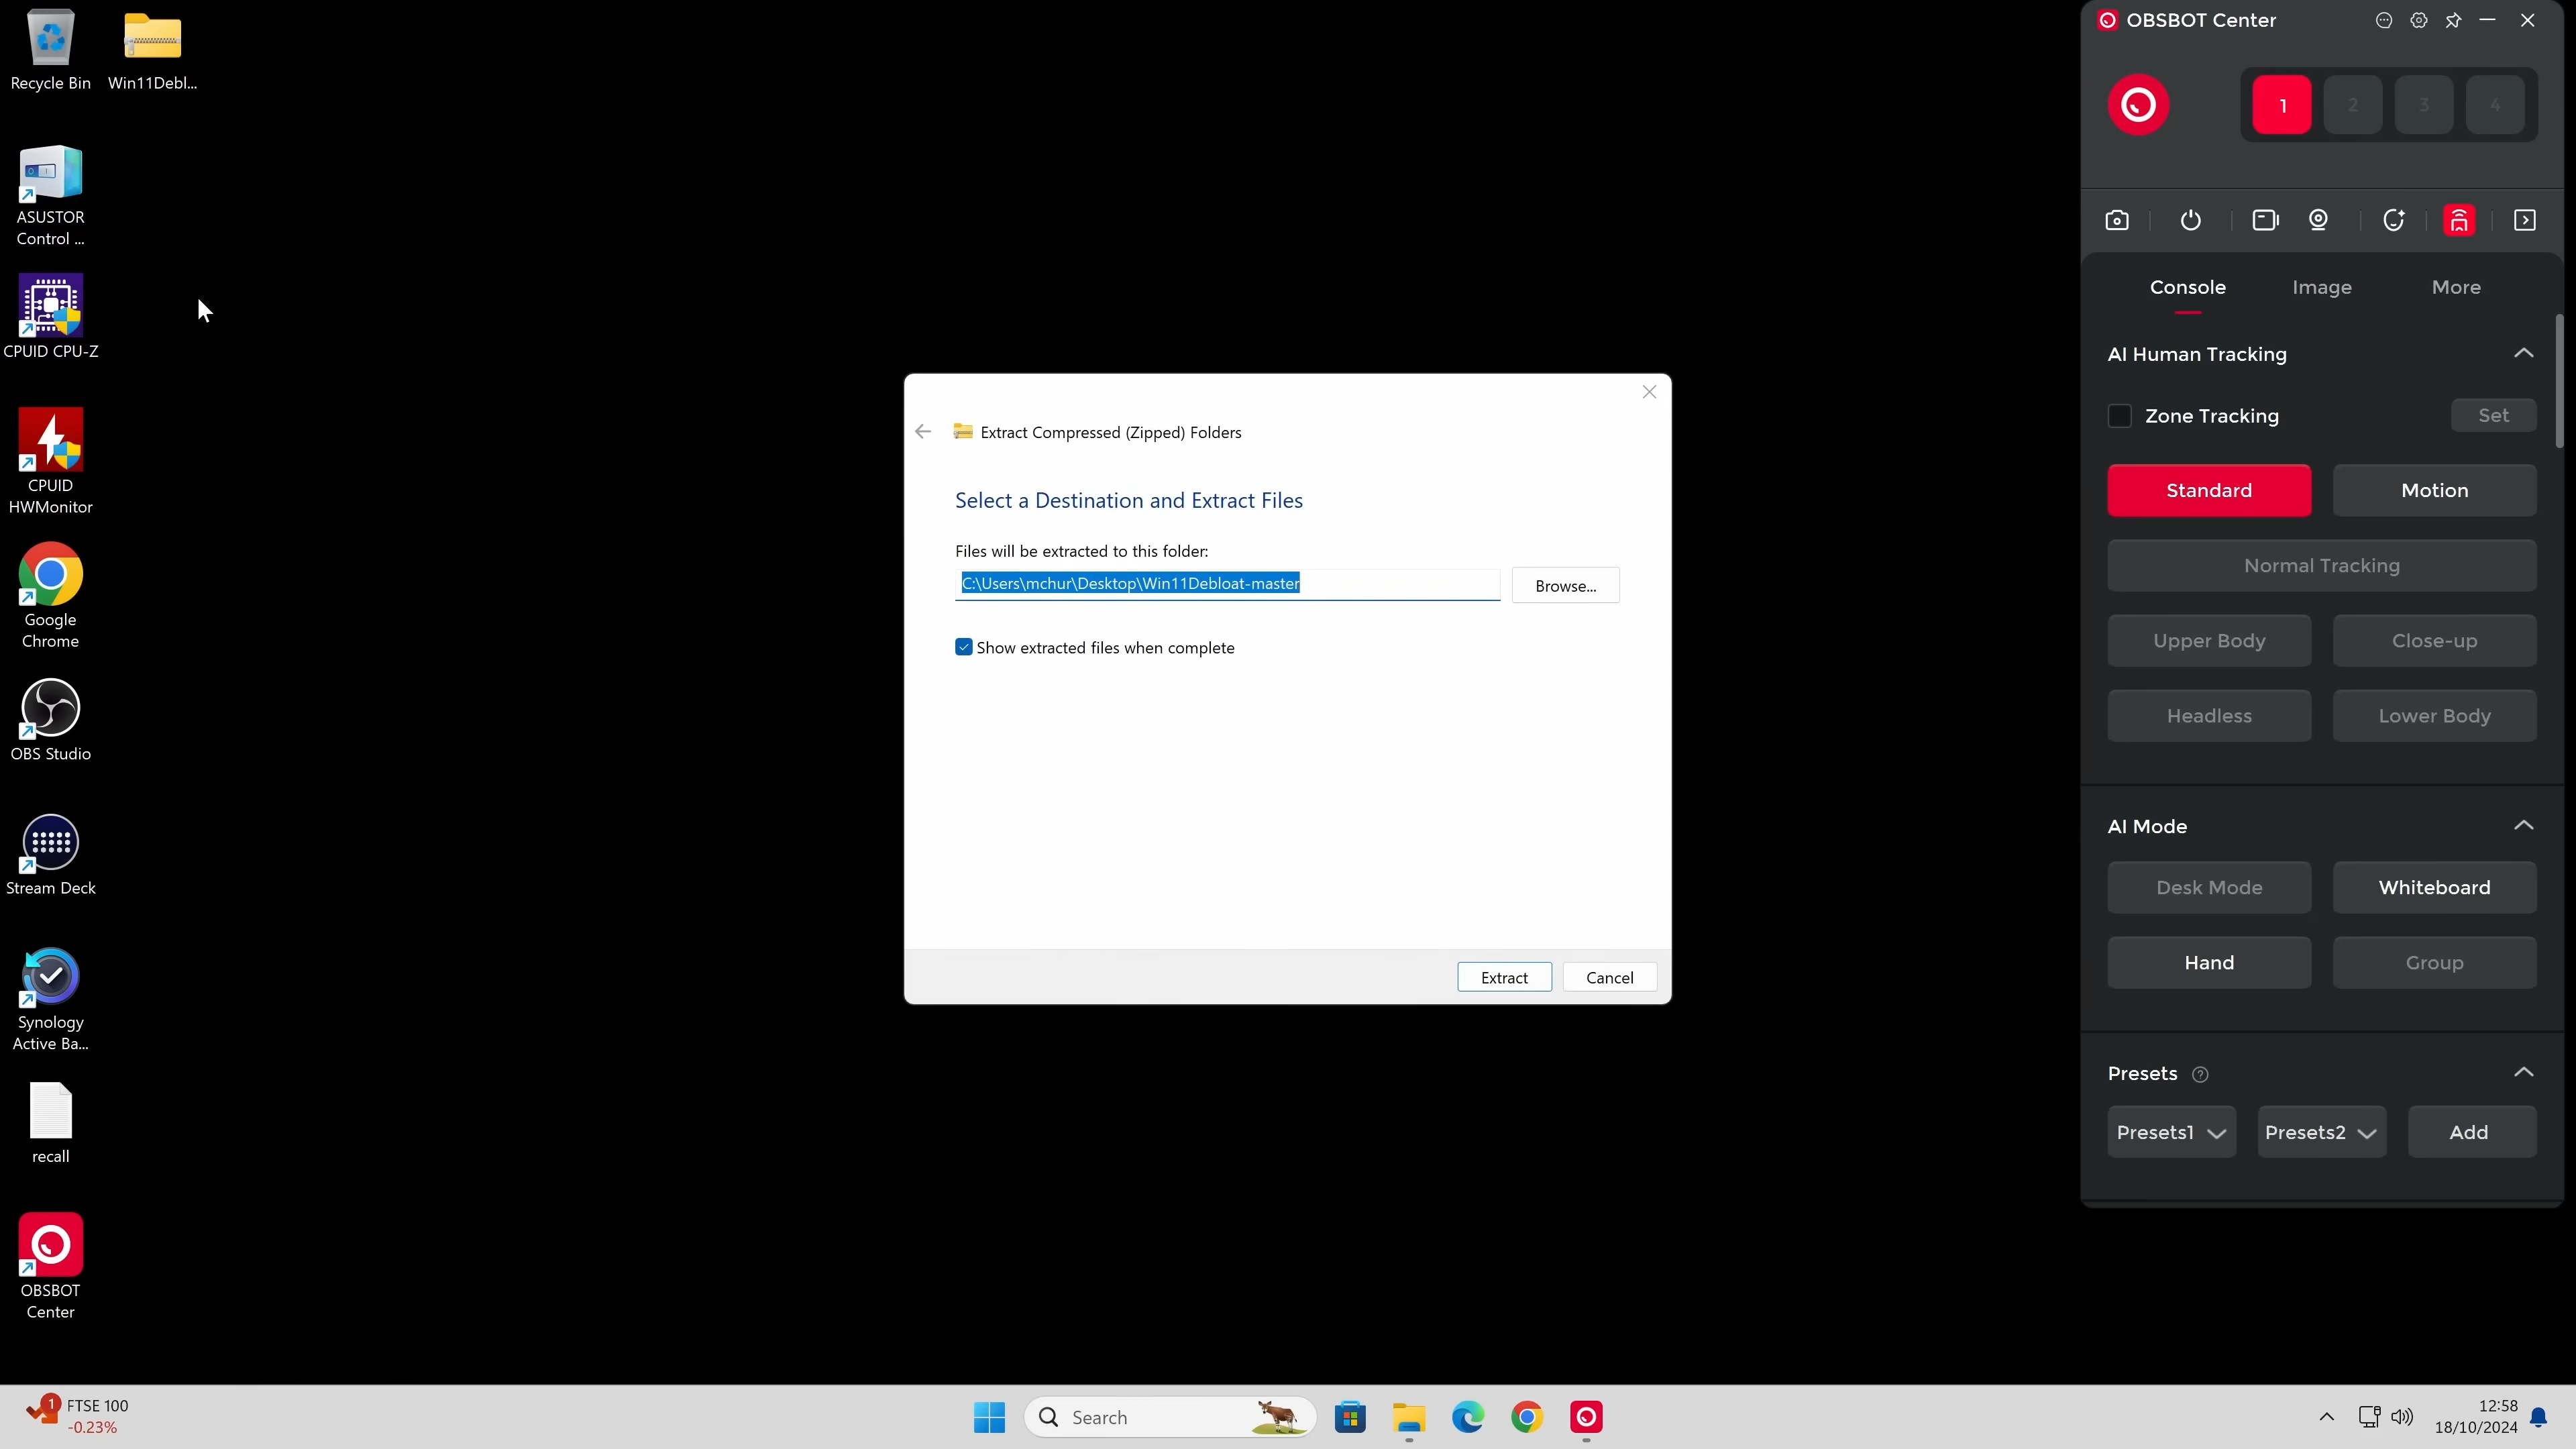 Recycle Bin
Win11Debl...
ASUSTOR
Control ...
CPUID CPU-Z
CPUID
HWMonitor
Google
Chrome
OBS Studio
Stream Deck
Synology
Active Ba...
recall
OBSBOT
Center
Extract Compressed (Zipped) Folders
Select a Destination and Extract Files
Files will be extracted to this folder:
C:\Users\mchur\Desktop\Win11Debloat-master
Browse...
Show extracted files when complete
Extract
Cancel
OBSBOT Center
1
2
3
4
Console
Image
More
AI Human Tracking
Zone Tracking
Set
Standard
Motion
Normal Tracking
Upper Body
Close-up
Headless
Lower Body
AI Mode
Desk Mode
Whiteboard
Hand
Group
Presets ?
Presets1
Presets2
Add
1
FTSE 100
-0.23%
Search
12:58
18/10/2024